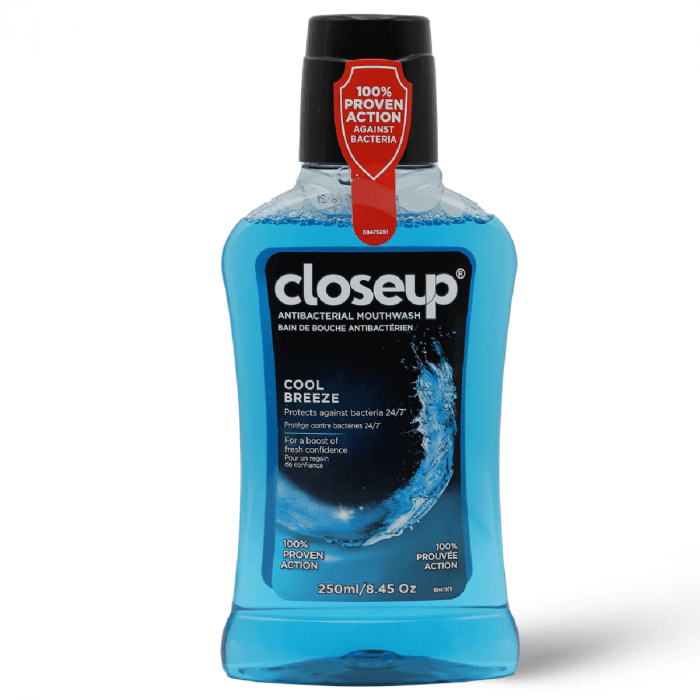 100%
PROVEN
ACTION
AGAINST
BACTERIA
68475281
closeup®
ANTIBACTERIAL MOUTHWASH
BAIN DE BOUCHE ANTIBACTÉRIEN
COOL
BREEZE
Protects against bacteria 24/7*
Protège contre bactéries 24/7*
For a boost of
fresh confidence
Pour un regain
de confiance
100%
PROVEN
ACTION
100%
PROUVÉE
ACTION
250ml/8.45 Oz